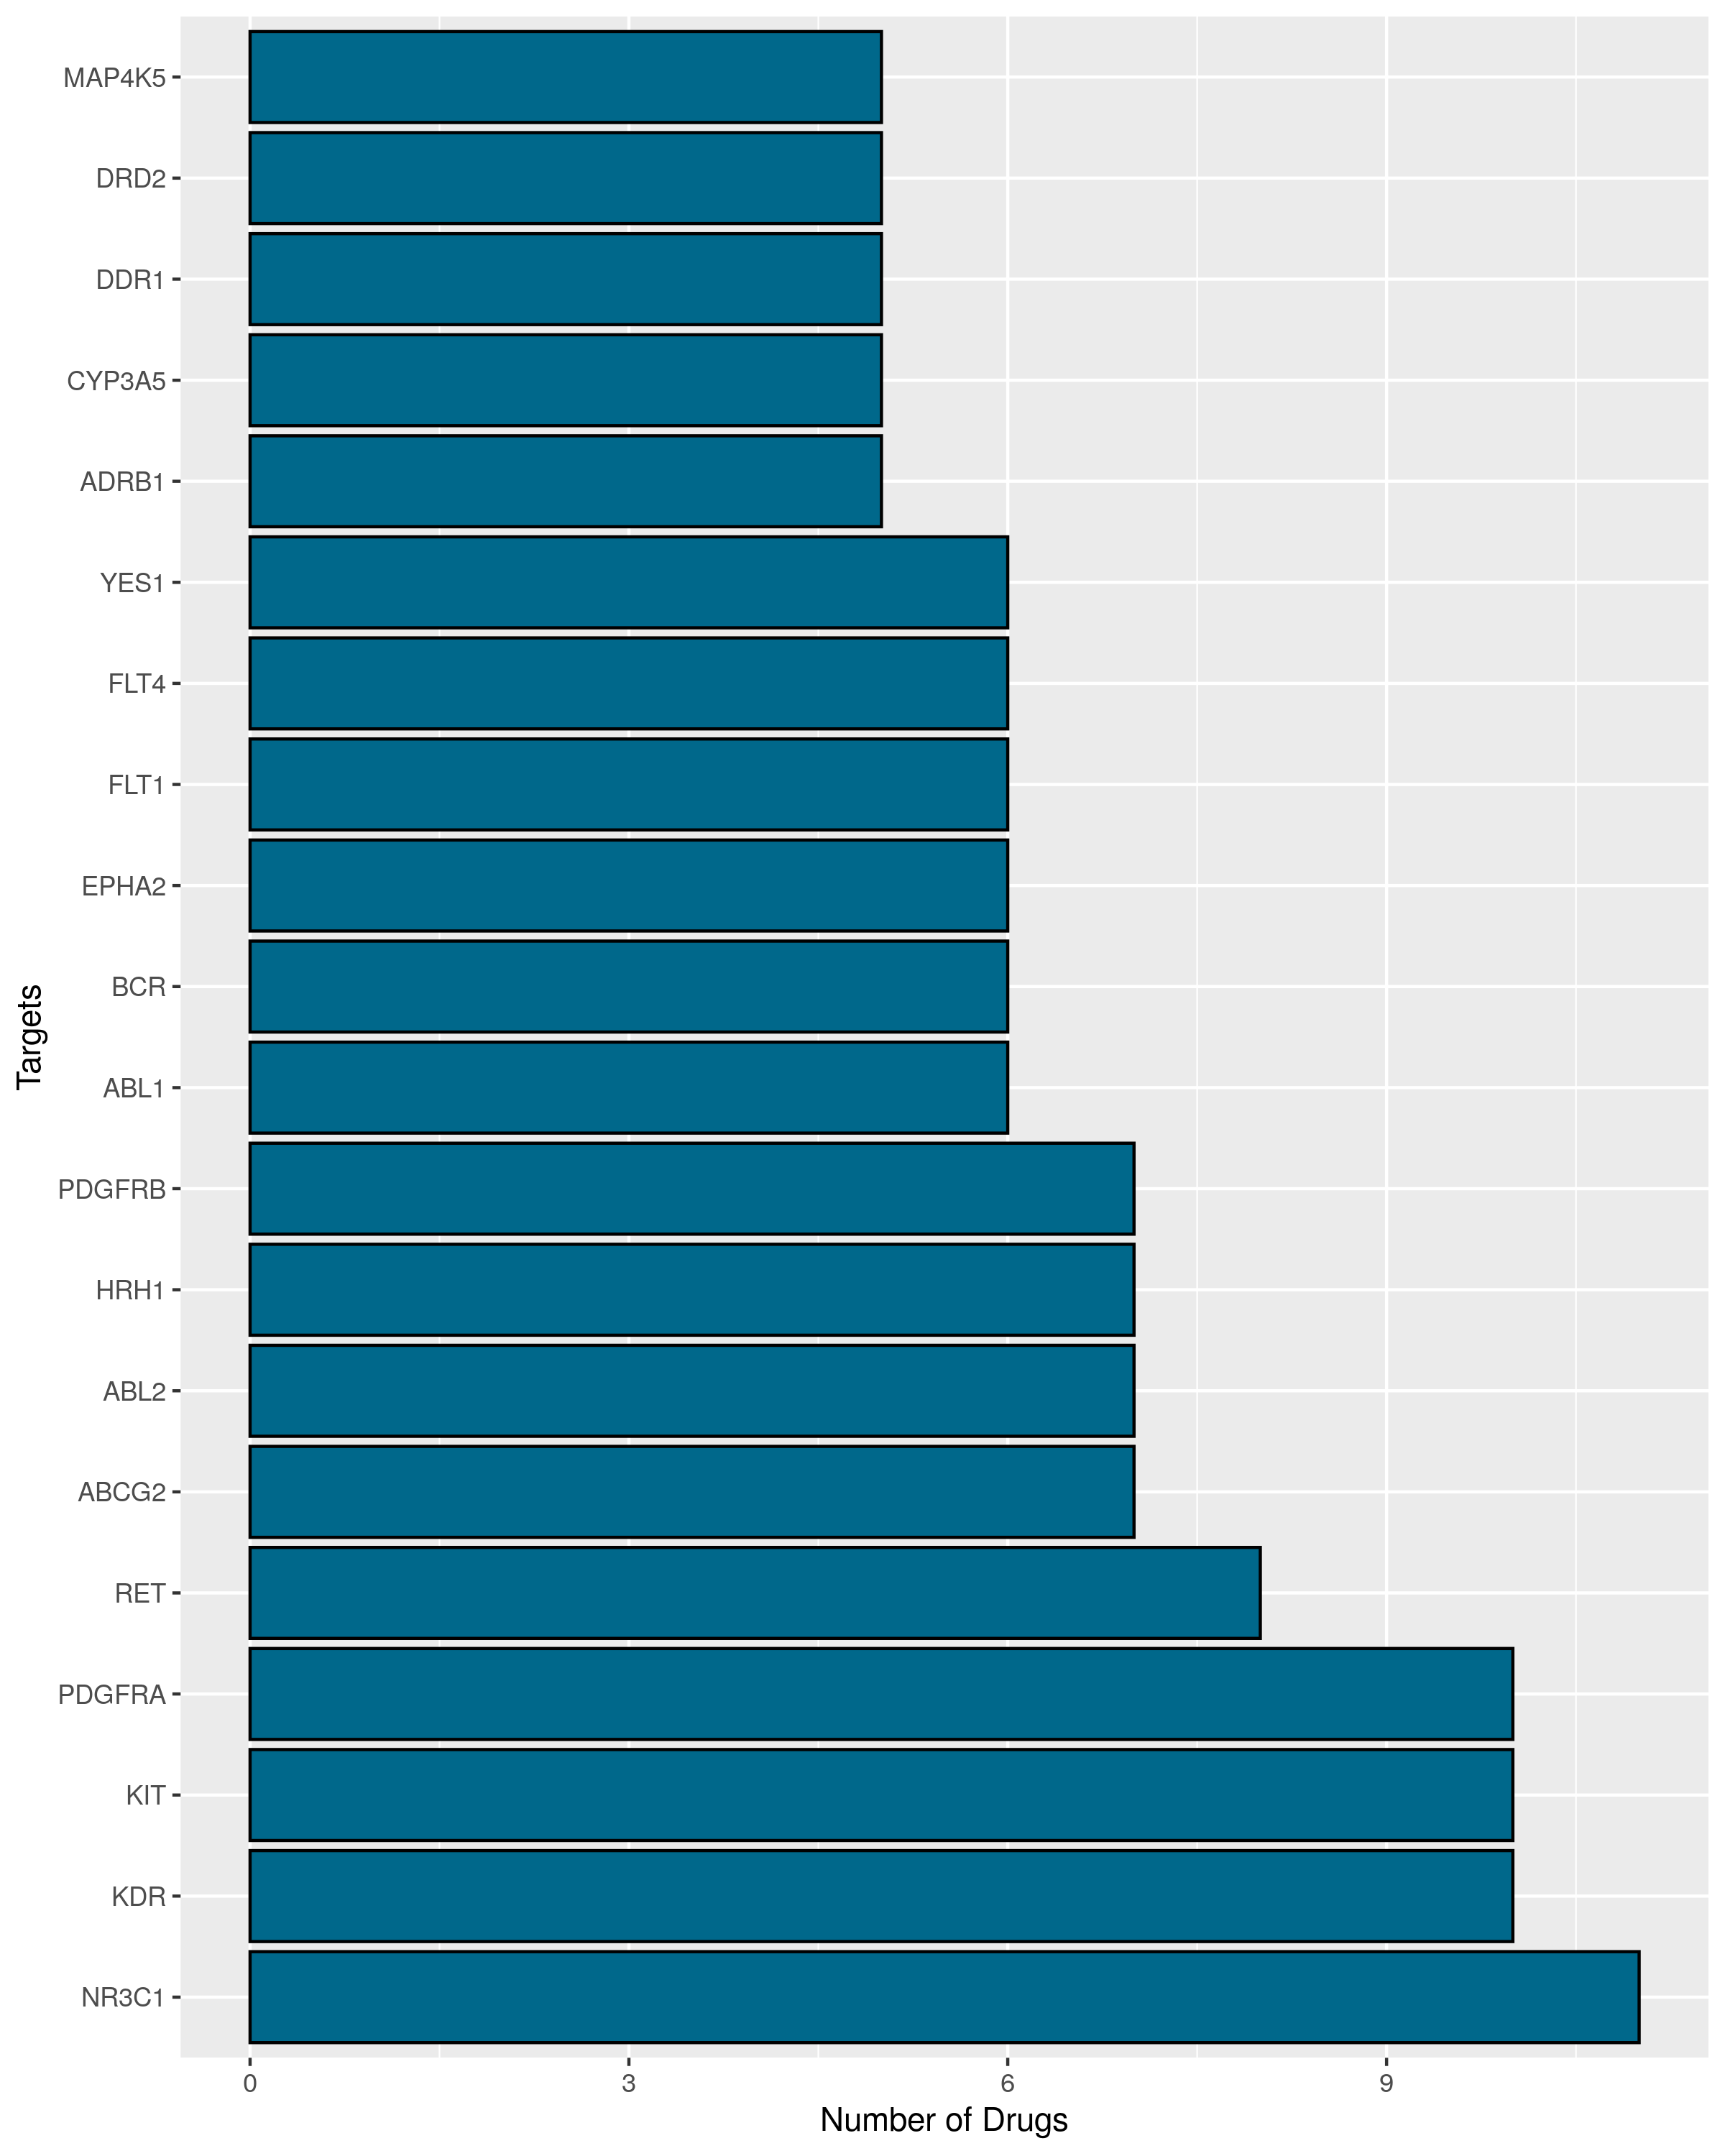 MAP4K5
DRD2
DDR1
CYP3A5
ADRB1
YES1
FLT4
FLT1
EPHA2
BCR
ABL1
PDGFRB
HRH1
ABL2
ABCG2
RET
PDGFRA
KIT
KDR
NR3C1
Targets
0 3 6 9
Number of Drugs